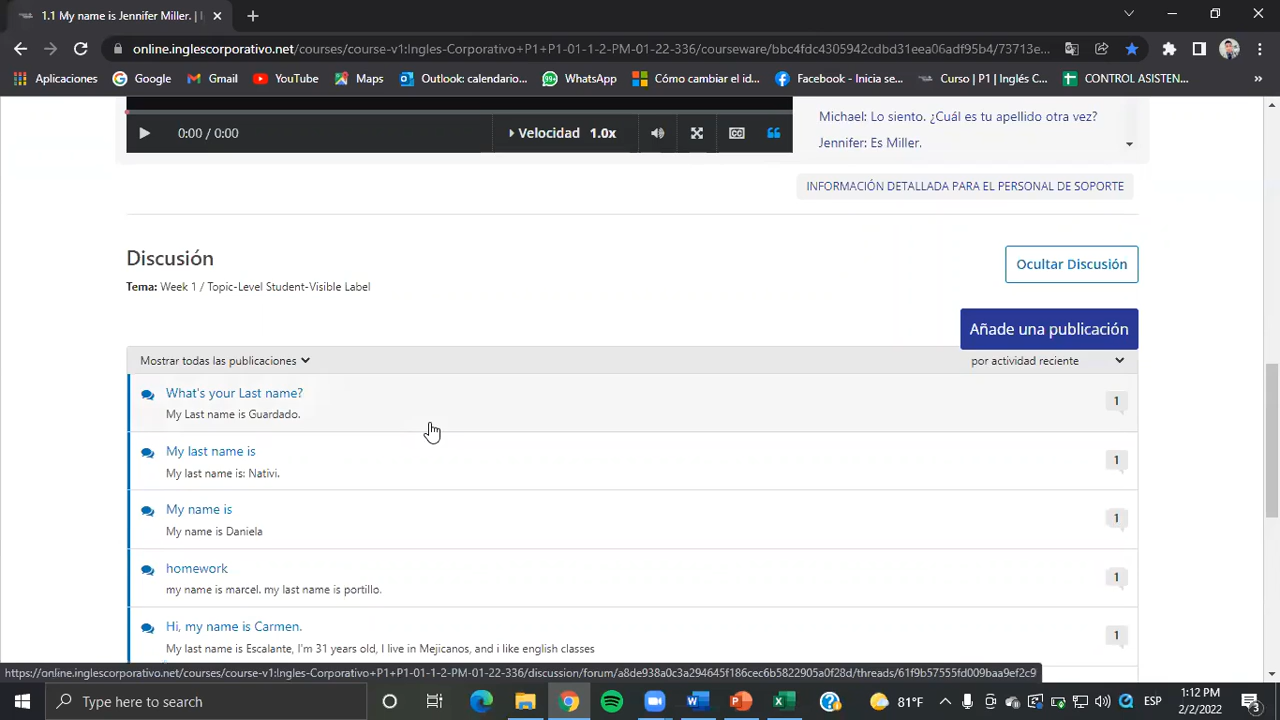 1.1 My name is Jennifer Miller. |
online.inglescorporativo.net/courses/course-v1:Ingles-Corporativo+P1+P1-01-1-2-PM-01-22-336/courseware/bbc4fdc4305942cdbd31eea06adf95b4/73713e...
Aplicaciones
Google
Gmail
YouTube
Maps
Outlook: calendario...
WhatsApp
Cómo cambiar el id...
Facebook - Inicia se...
Curso | P1 | Inglés C...
CONTROL ASISTEN...
»
Michael: Lo siento. ¿Cuál es tu apellido otra vez?
0:00 / 0:00
Velocidad 1.0x
Jennifer: Es Miller.
INFORMACIÓN DETALLADA PARA EL PERSONAL DE SOPORTE
Discusión
Ocultar Discusión
Tema: Week 1 / Topic-Level Student-Visible Label
Añade una publicación
Mostrar todas las publicaciones
por actividad reciente
What's your Last name?
1
My Last name is Guardado.
My last name is
1
My last name is: Nativi.
My name is
1
My name is Daniela
homework
1
my name is marcel. my last name is portillo.
Hi, my name is Carmen.
1
My last name is Escalante, I'm 31 years old, I live in Mejicanos, and i like english classes
https://online.inglescorporativo.net/courses/course-v1:Ingles-Corporativo+P1+P1-01-1-2-PM-01-22-336/discussion/forum/a8de938a0c3a294645f186cec6b5822905a0f28d/threads/61f9b57555fd009baa9ef2c9
Type here to search
81°F
ESP
1:12 PM
2/2/2022
3